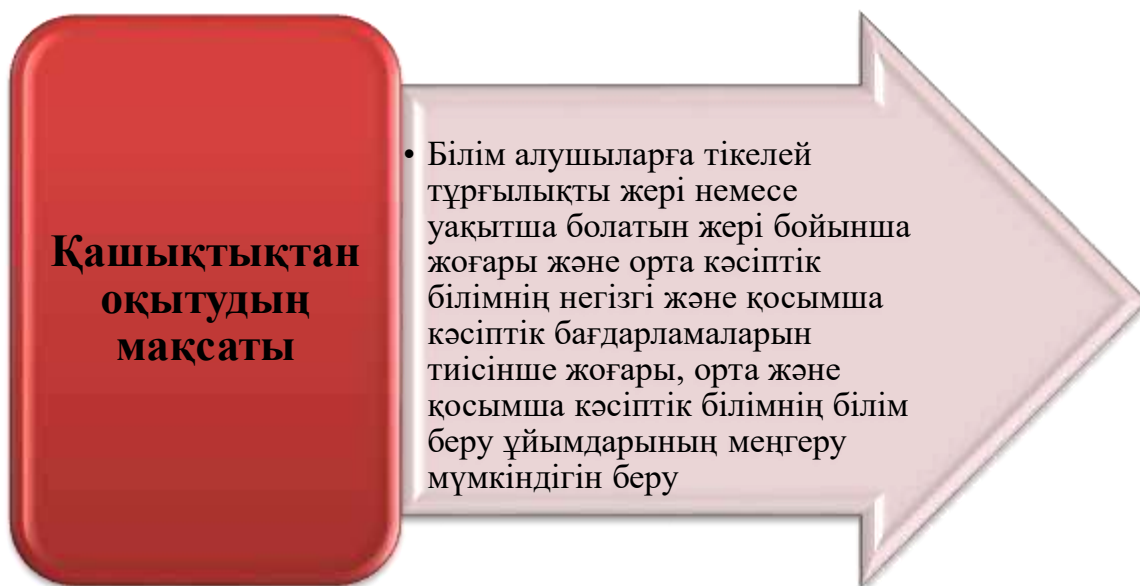 Қашықтықтан
оқытудың
мақсаты
• Білім алушыларға тікелей
тұрғылықты жері немесе
уақытша болатын жері бойынша
жоғары және орта кәсіптік
білімнің негізгі және қосымша
кәсіптік бағдарламаларын
тиісінше жоғары, орта және
қосымша кәсіптік білімнің білім
беру ұйымдарының меңгеру
мүмкіндігін беру